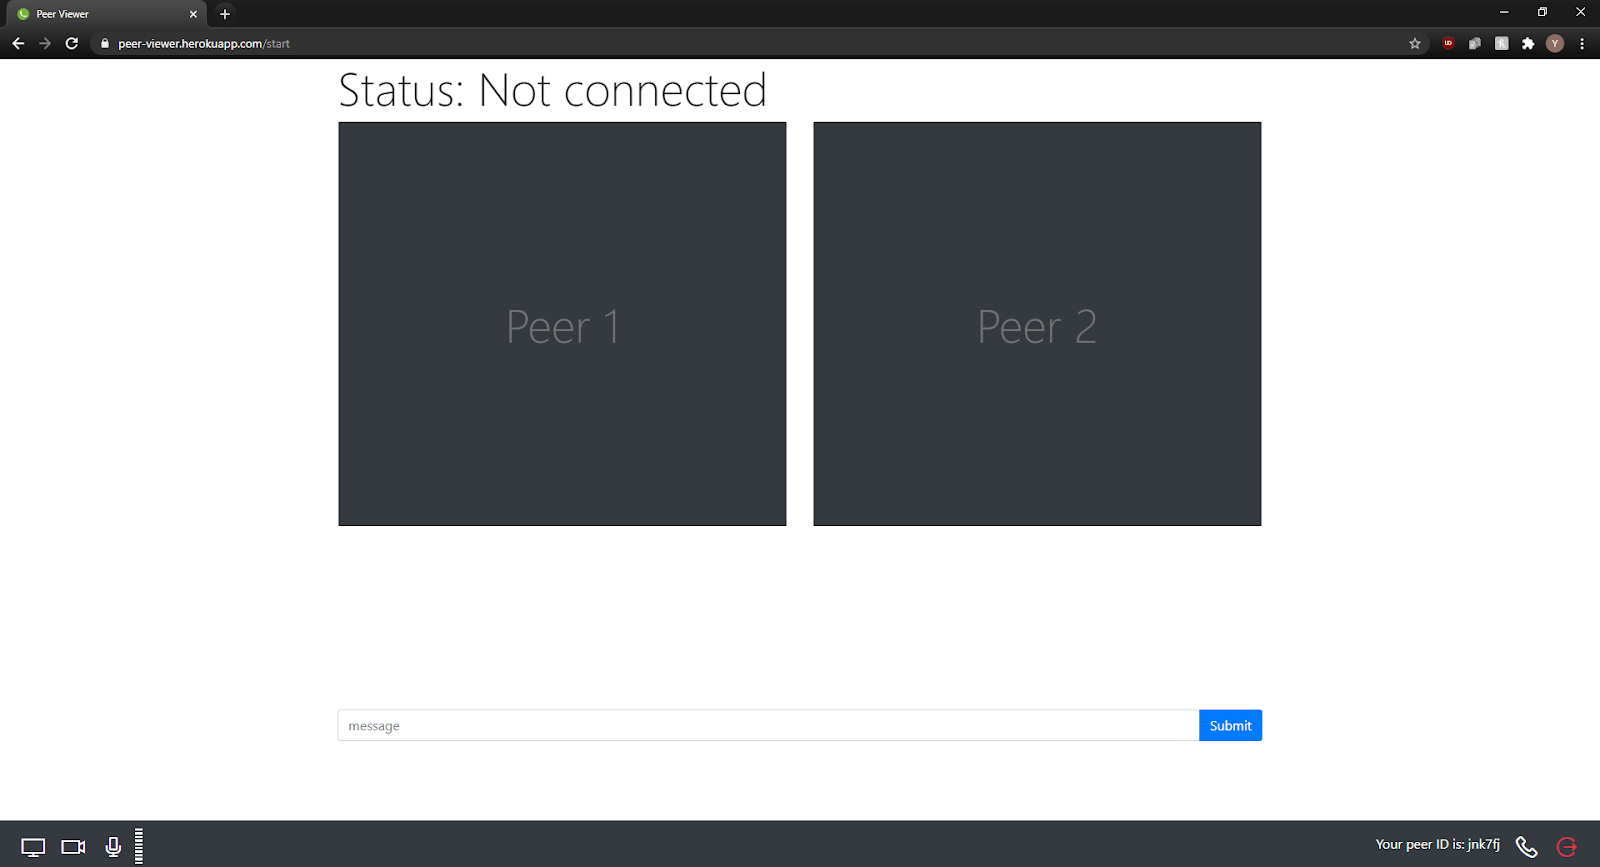 Peer Viewer
peer-viewer.herokuapp.com/start
Y
Status: Not connected
Peer 1
Peer 2
message
Submit
Your peer ID is: jnk7fj